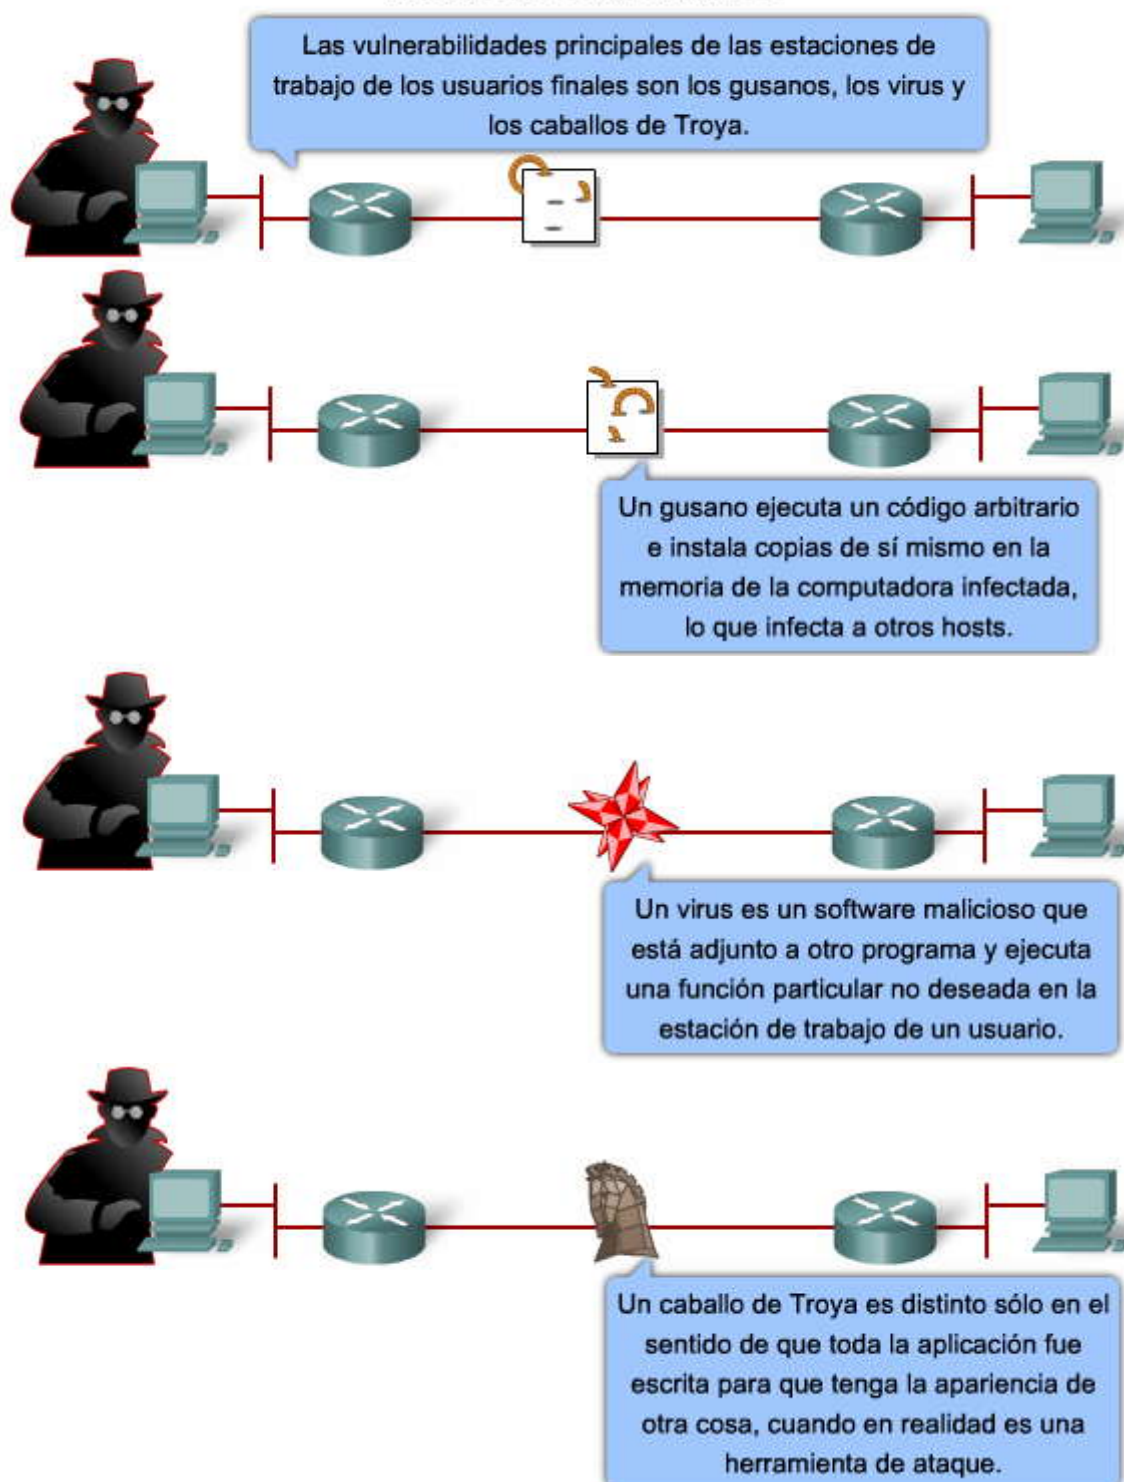 Las vulnerabilidades principales de las estaciones de
trabajo de los usuarios finales son los gusanos, los virus y
los caballos de Troya.
Un gusano ejecuta un código arbitrario
e instala copias de sí mismo en la
memoria de la computadora infectada,
lo que infecta a otros hosts.
Un virus es un software malicioso que
está adjunto a otro programa y ejecuta
una función particular no deseada en la
estación de trabajo de un usuario.
Un caballo de Troya es distinto sólo en el
sentido de que toda la aplicación fue
escrita para que tenga la apariencia de
otra cosa, cuando en realidad es una
herramienta de ataque.